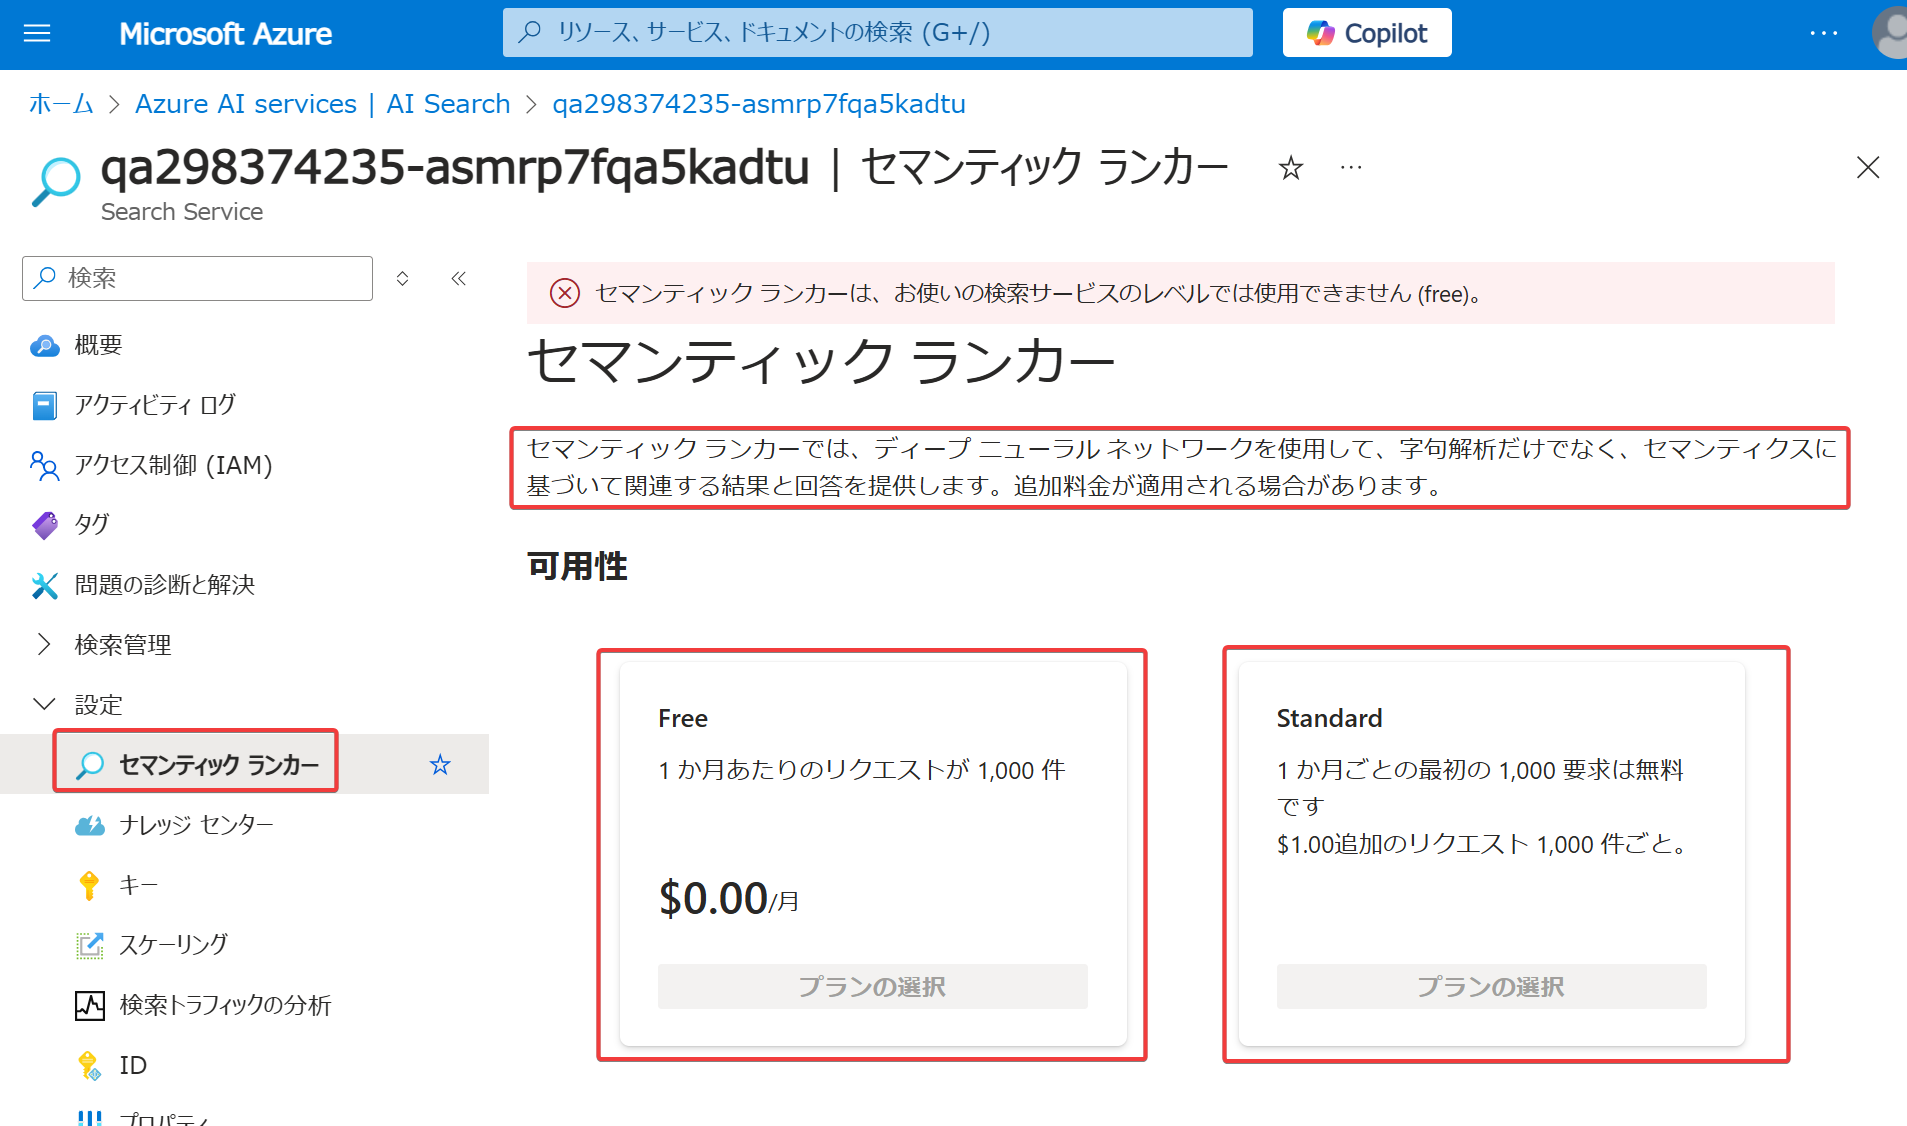 Microsoft Azure
リソース、サービス、ドキュメントの検索 (G+/)
Copilot
ホーム > Azure AI services | AI Search > qa298374235-asmrp7fqa5kadtu
qa298374235-asmrp7fqa5kadtu | セマンティック ランカー
Search Service
検索
概要
アクティビティ ログ
アクセス制御 (IAM)
タグ
問題の診断と解決
検索管理
設定
セマンティック ランカー
ナレッジ センター
キー
スケーリング
検索トラフィックの分析
ID
プロパティ
セマンティック ランカーは、お使いの検索サービスのレベルでは使用できません (free)。
セマンティック ランカー
セマンティック ランカーでは、ディープ ニューラル ネットワークを使用して、字句解析だけでなく、セマンティクスに
基づいて関連する結果と回答を提供します。追加料金が適用される場合があります。
可用性
Free
1 か月あたりのリクエストが 1,000 件
$0.00/月
プランの選択
Standard
1 か月ごとの最初の 1,000 要求は無料
です
$1.00追加のリクエスト 1,000 件ごと。
プランの選択